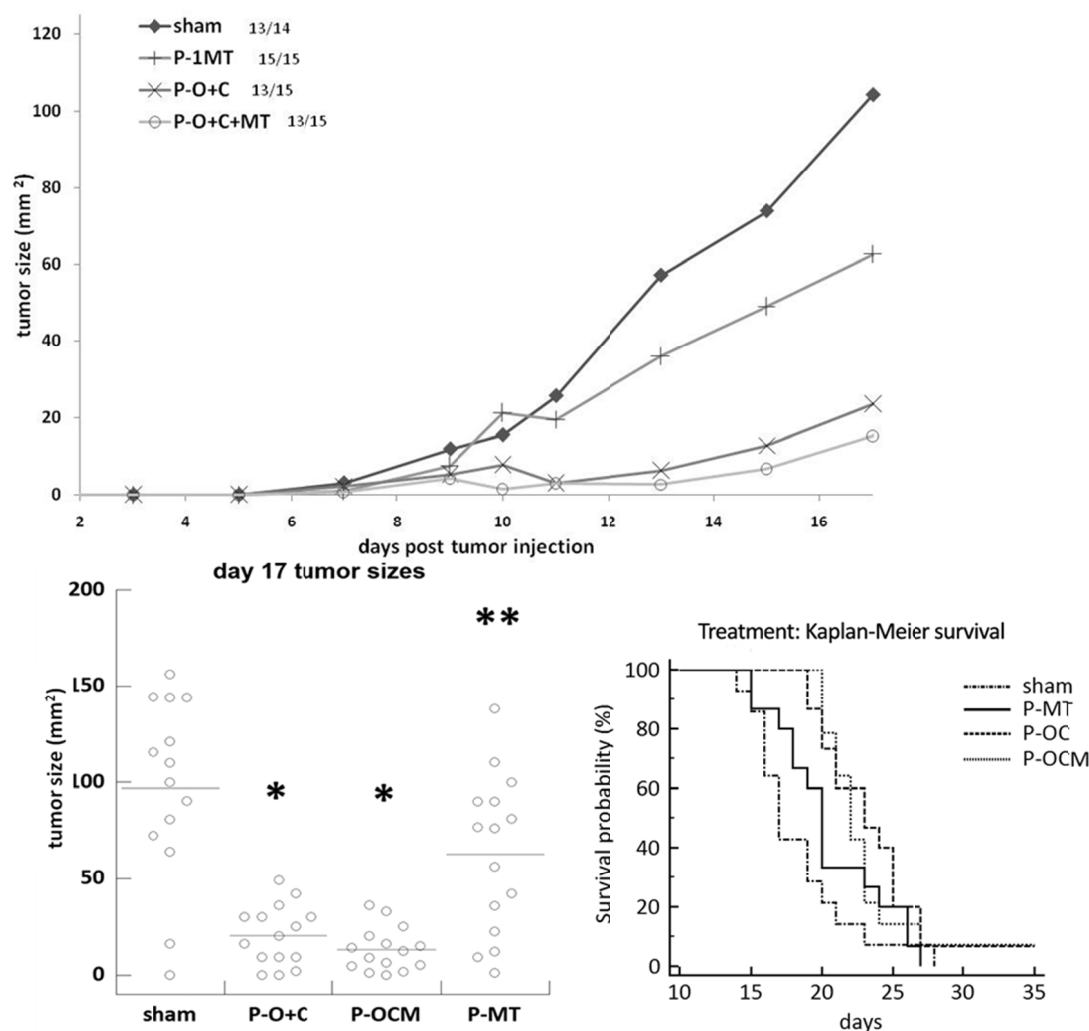 120
100
80
60
40
20
0
tumor size (mm ²)
sham 13/14
P-1MT 15/15
P-O+C 13/15
P-O+C+MT 13/15
2 4 6 8 10 12 14 16
days post tumor injection
day 17 tumor sizes
200
150
100
50
0
tumor size (mm²)
* * **
sham P-O+C P-OCM P-MT
Treatment: Kaplan-Meier survival
100
80
60
40
20
0
Survival probability (%)
sham
P-MT
P-OC
P-OCM
10 15 20 25 30 35
days